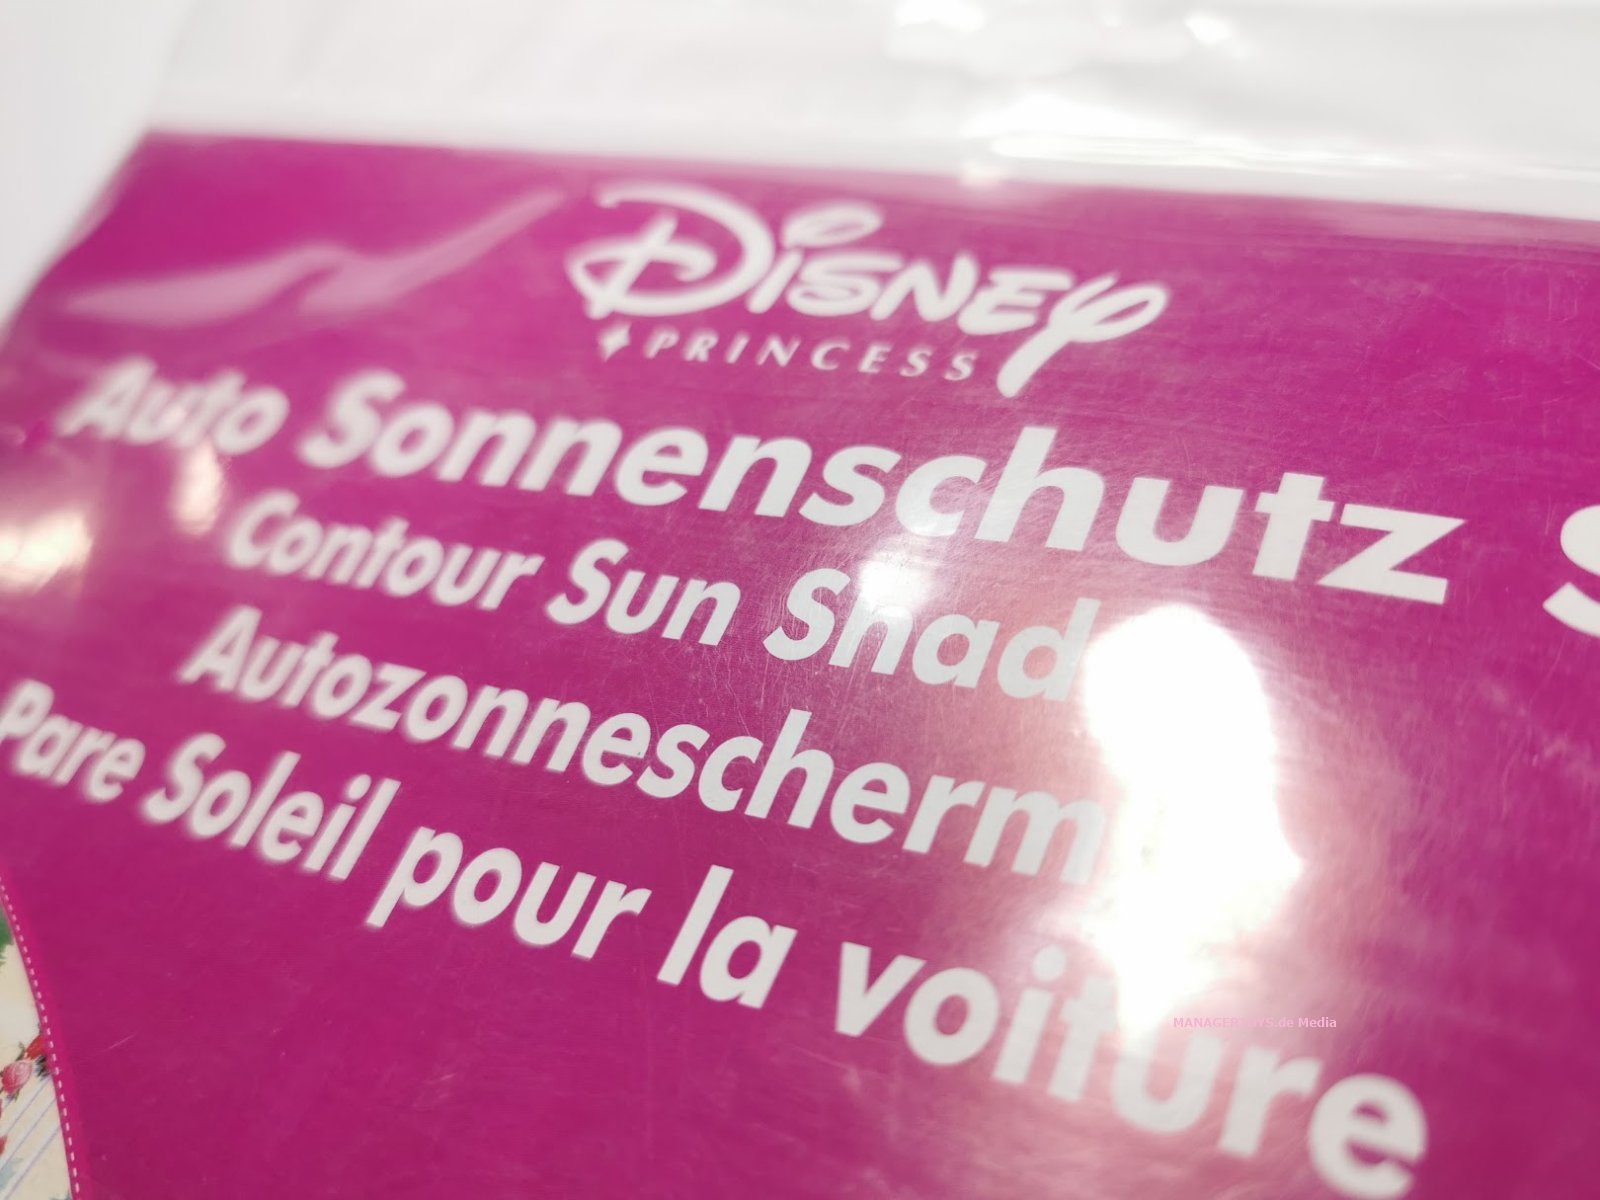 Disney
PRINCESS
Auto Sonnenschutz
Contour Sun Shad
Autozonnescherm
Pare Soleil pour la voiture
MANAGERTOYS.de Media